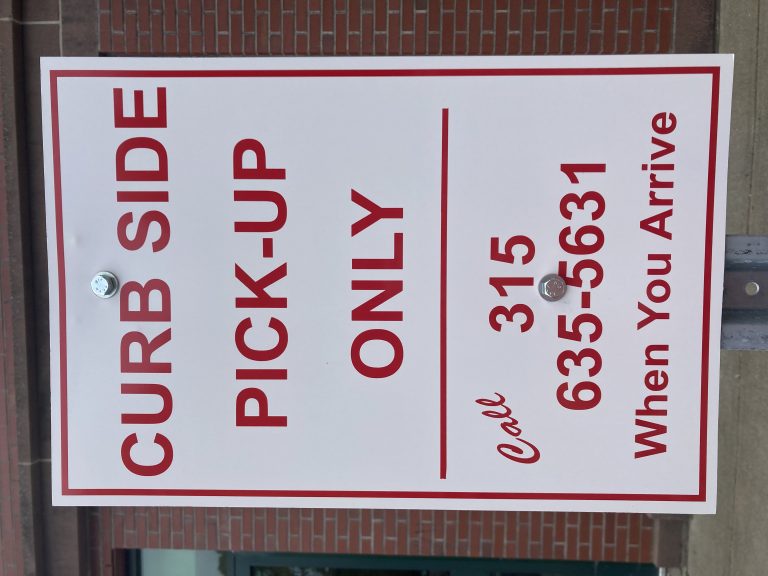 CURB SIDE
PICK-UP
ONLY
Call 315
635-5631
When You Arrive